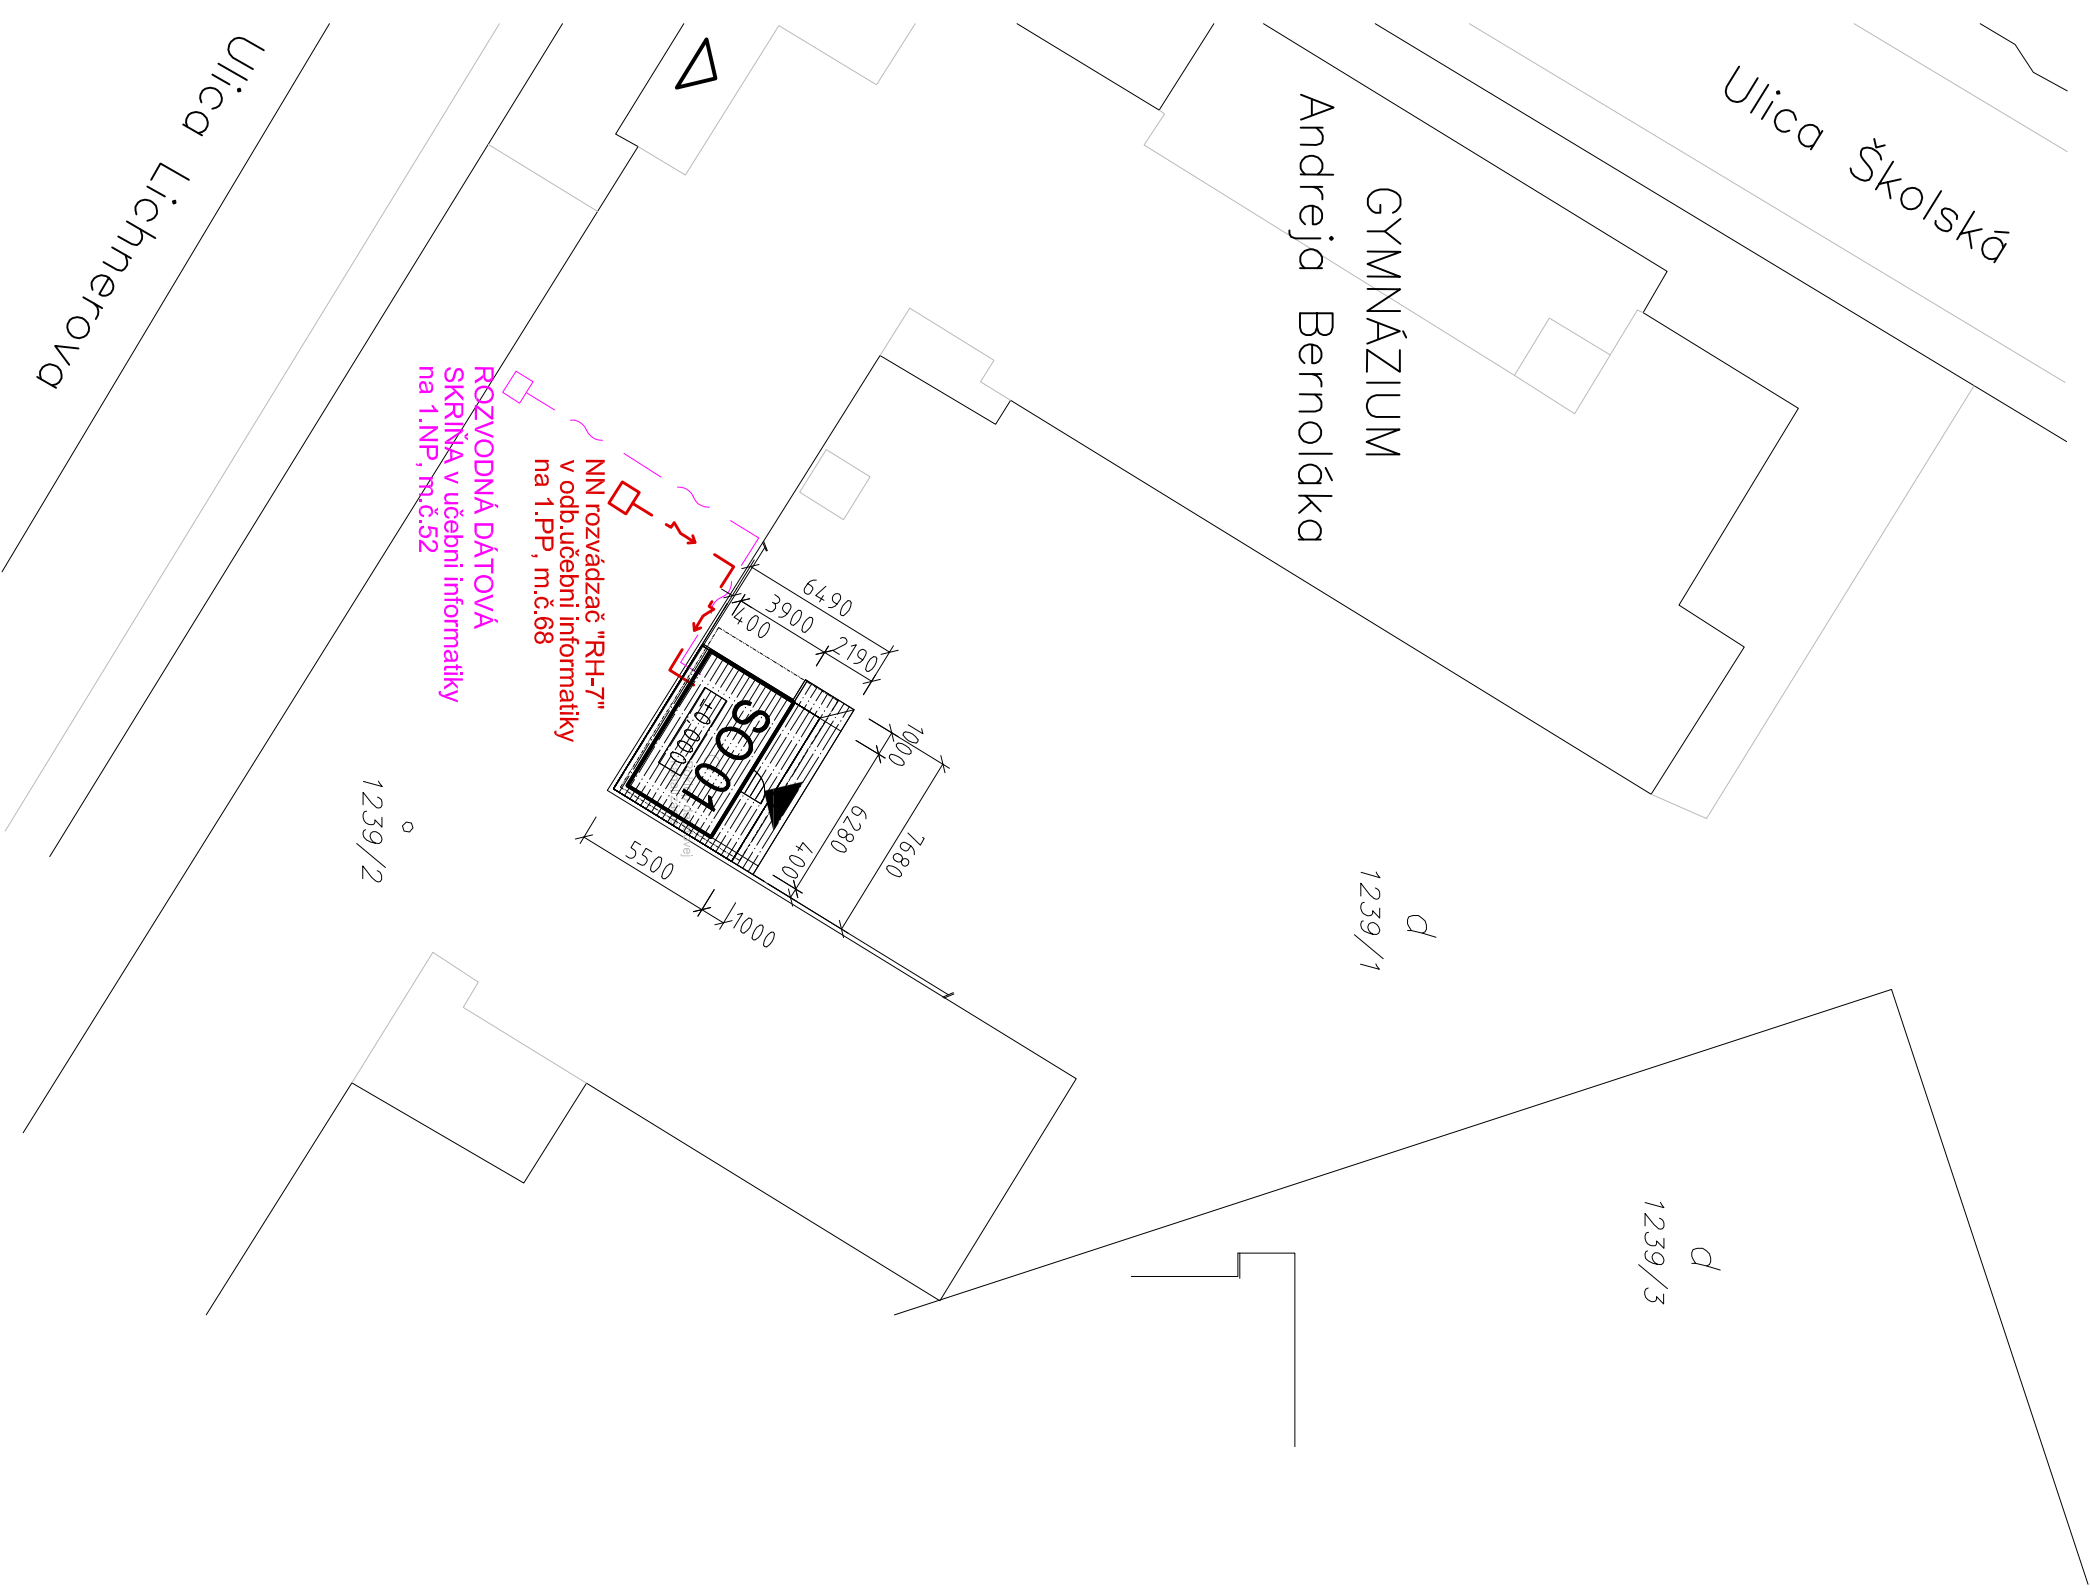 Ulica Lichnerova
Ulica Školská
GYMNÁZIUM
Andreja Bernoláka
ROZVODNÁ DÁTOVÁ
SKRIŇA v učebni informatiky
na 1.NP, m.č.52
NN rozvádzač "RH-7"
v odb.učebni informatiky
na 1.PP, m.č.68
6490
3900
2190
400
SO 01
+0,000
1000
6280
7680
400
5500
1000
1239/2
d
1239/1
d
1239/3